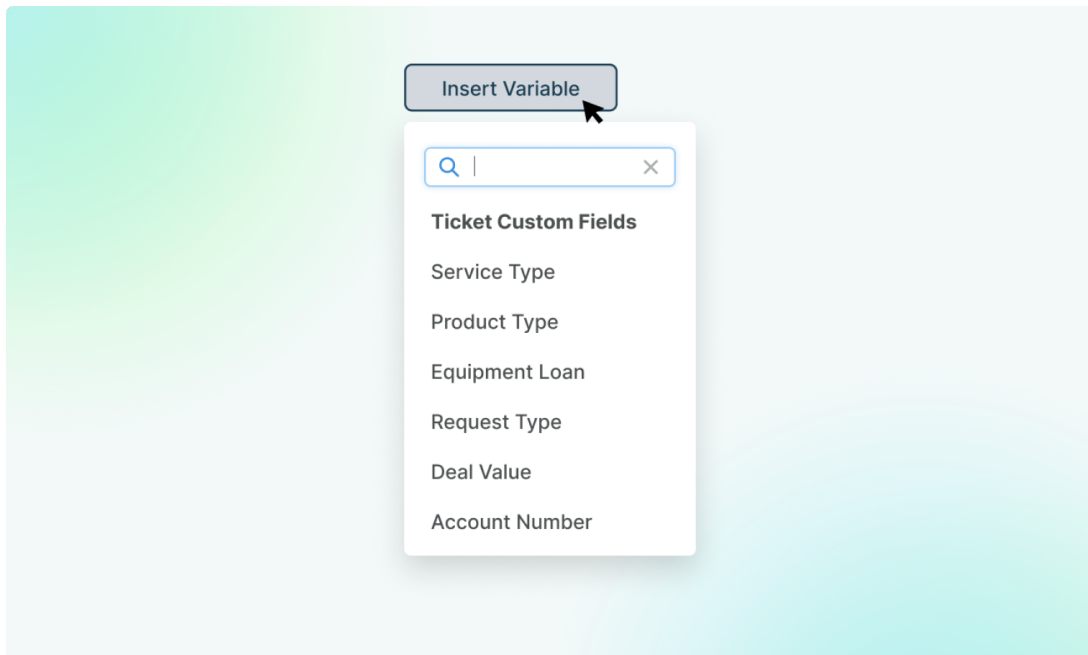 Insert Variable
Ticket Custom Fields
Service Type
Product Type
Equipment Loan
Request Type
Deal Value
Account Number